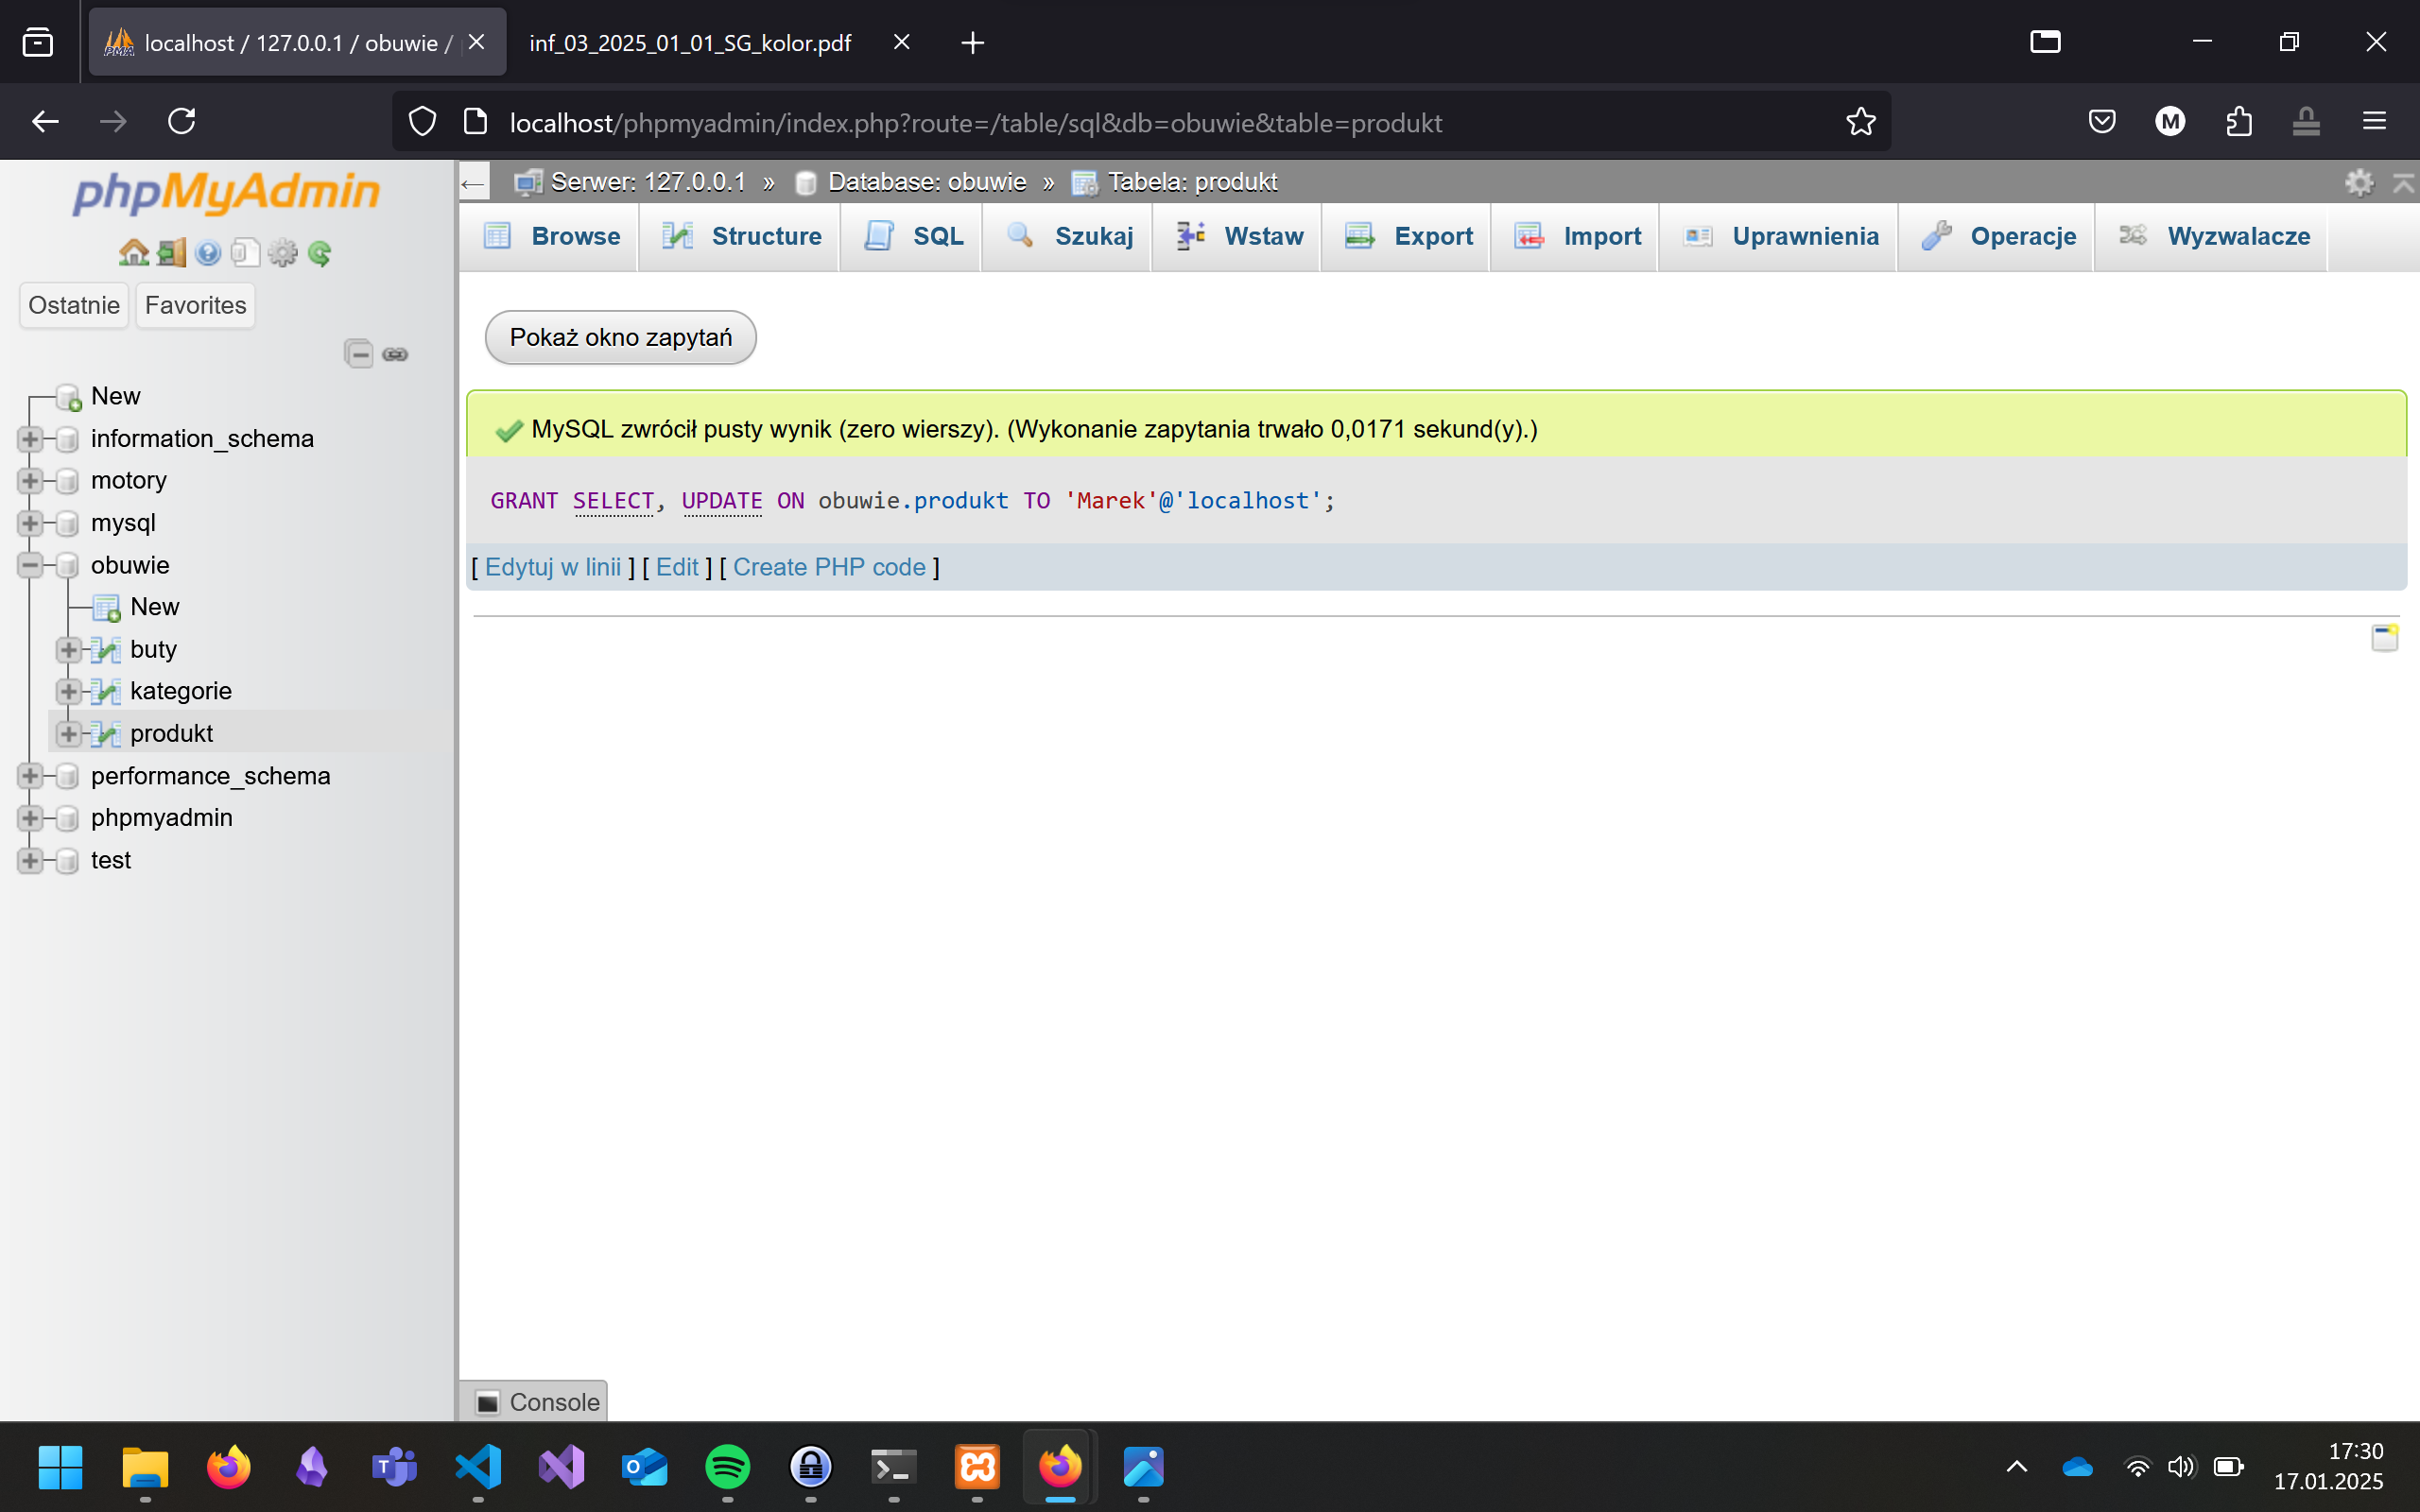 localhost / 127.0.0.1 / obuwie /
inf_03_2025_01_01_SG_kolor.pdf
localhost/phpmyadmin/index.php?route=/table/sql&db=obuwie&table=produkt
M
phpMyAdmin
Ostatnie
Favorites
New
information_schema
motory
mysql
obuwie
New
buty
kategorie
produkt
performance_schema
phpmyadmin
test
Serwer: 127.0.0.1 » Database: obuwie » Tabela: produkt
Browse
Structure
SQL
Szukaj
Wstaw
Export
Import
Uprawnienia
Operacje
Wyzwalacze
Pokaż okno zapytań
MySQL zwrócił pusty wynik (zero wierszy). (Wykonanie zapytania trwało 0,0171 sekund(y).)
GRANT SELECT, UPDATE ON obuwie.produkt TO 'Marek'@'localhost';
[ Edytuj w linii ] [ Edit ] [ Create PHP code ]
Console
17:30
17.01.2025